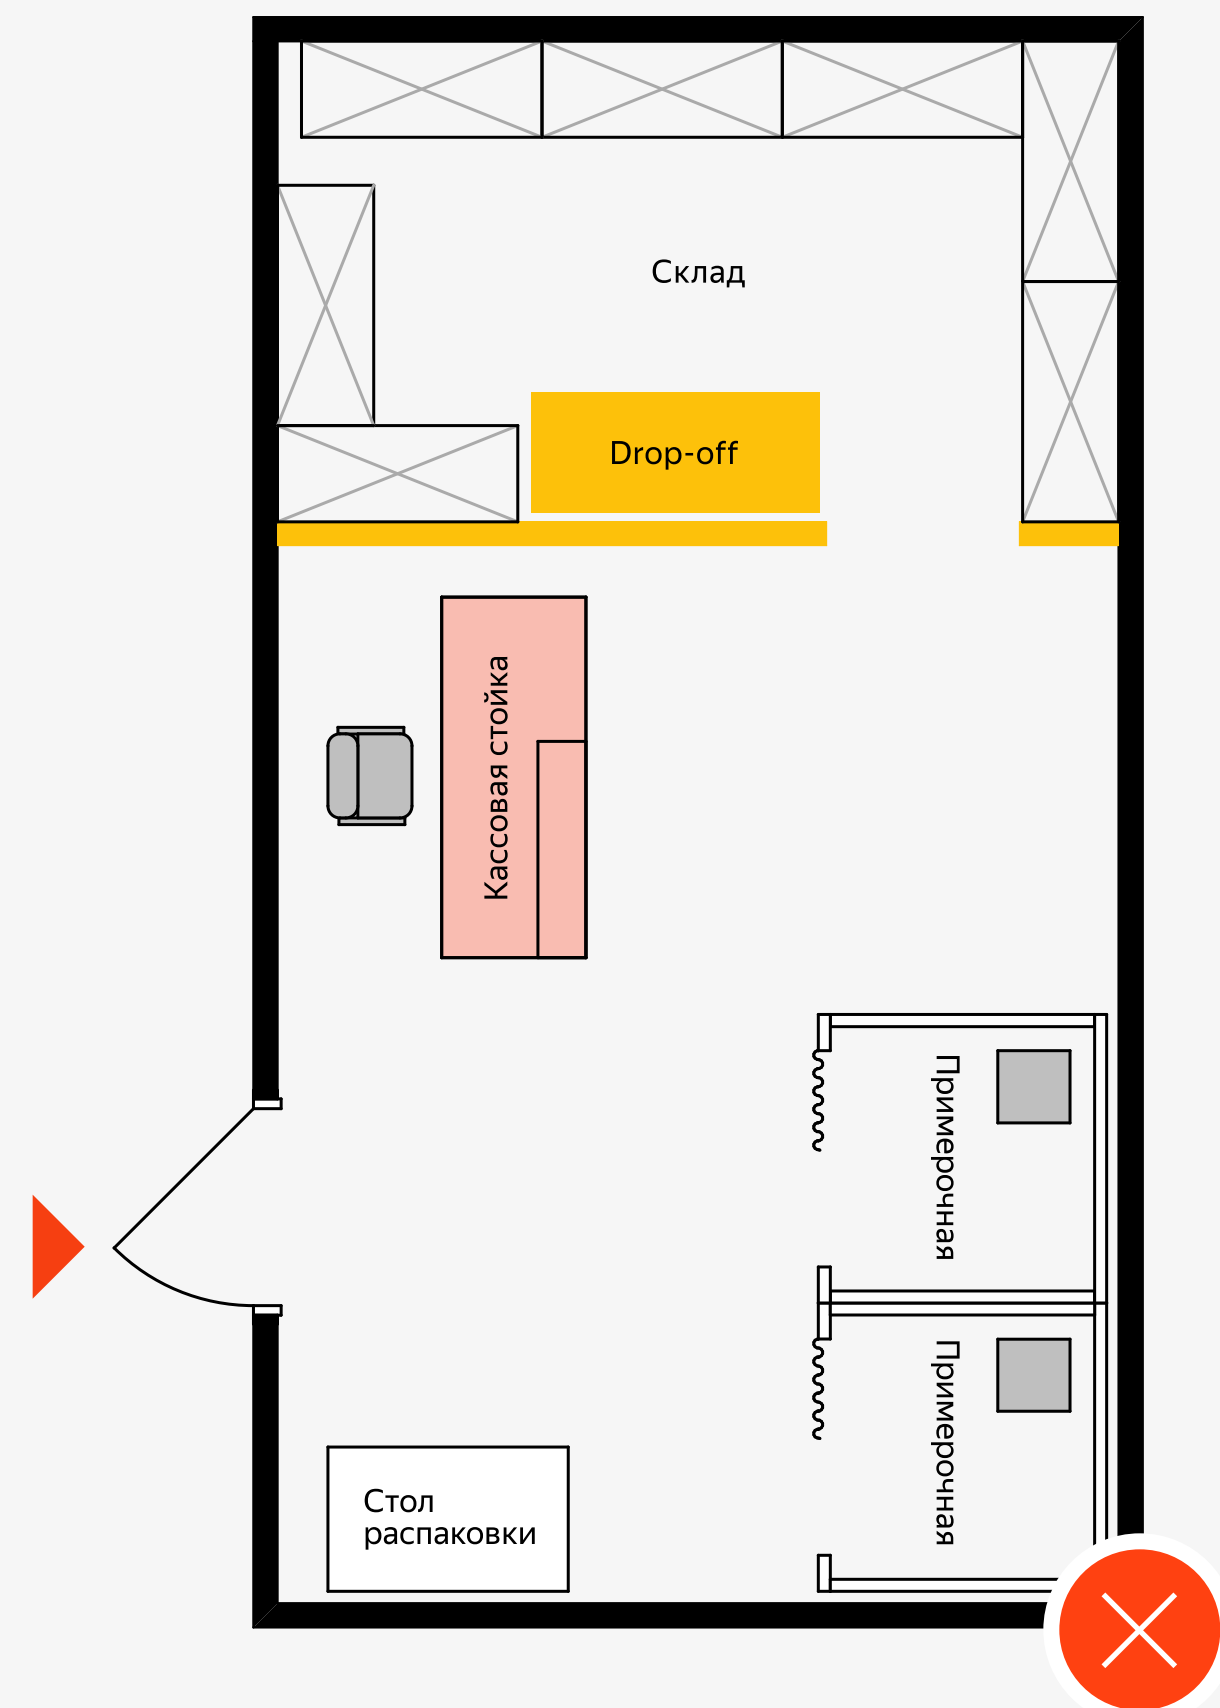 Склад
Drop-off
Кассовая стойка
Примерочная
Примерочная
Стол
распаковки